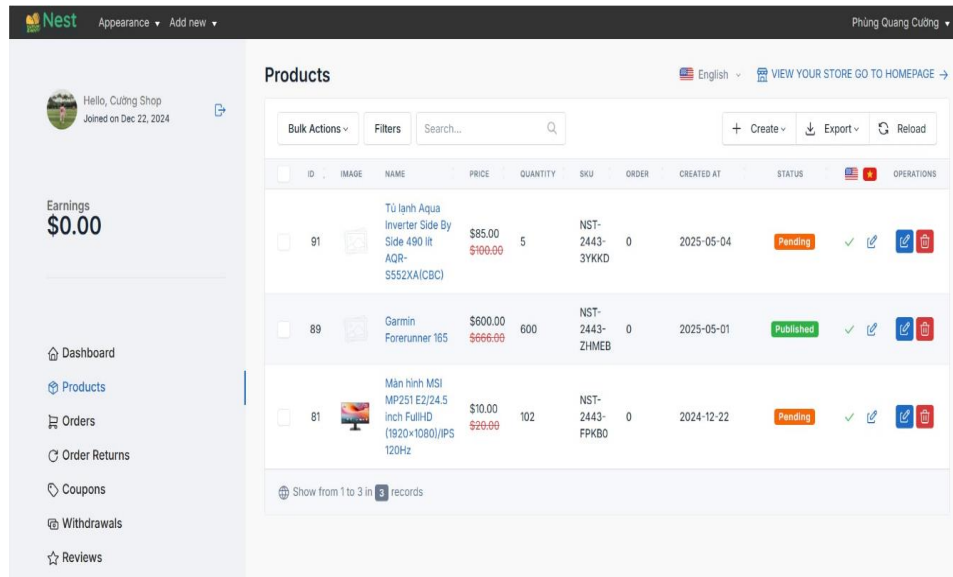 Nest Appearance Add new Phùng Quang Cường
Hello, Cường Shop
Joined on Dec 22, 2024
Earnings
$0.00
Dashboard
Products
Orders
Order Returns
Coupons
Withdrawals
Reviews
Products English VIEW YOUR STORE GO TO HOMEPAGE →
Bulk Actions Filters Search... Create Export Reload
ID IMAGE NAME PRICE QUANTITY SKU ORDER CREATED AT STATUS OPERATIONS
91
Tủ lạnh Aqua
Inverter Side By
Side 490 lít
AQR-
S552XA(CBC)
$85.00
$100.00
5
NST-
2443-
3YKKD
0
2025-05-04
Pending
89
Garmin
Forerunner 165
$600.00
$666.00
600
NST-
2443-
ZHMEB
0
2025-05-01
Published
81
Màn hình MSI
MP251 E2/24.5
inch FullHD
(1920x1080)/IPS
120Hz
$10.00
$20.00
102
NST-
2443-
FPKB0
0
2024-12-22
Pending
Show from 1 to 3 in 3 records